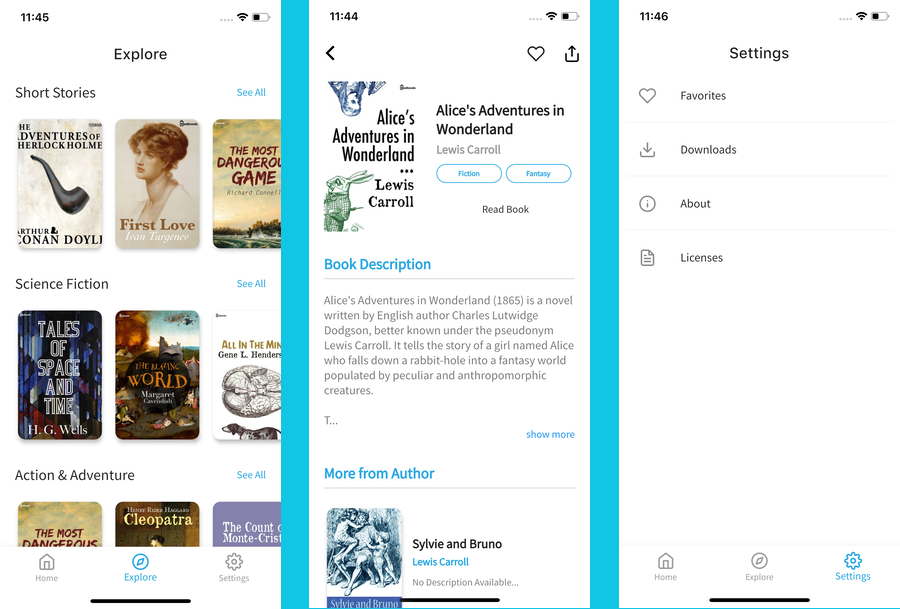 11:45
Explore
Short Stories
See All
THE
ADVENTURES OF
SHERLOCK HOLMES
ARTHUR
CONAN DOYLE
First Love
Ivan Turgenev
THE MOST
DANGEROUS
GAME
Richard Connell
Science Fiction
See All
TALES
OF
SPACE
AND
TIME
H. G. Wells
THE BLAZING
WORLD
Margaret
Cavendish
ALL IN THE MIN
Gene L. Henders
Action & Adventure
See All
THE MOST
DANGEROUS
HENRY RIDER HAGGARD
Cleopatra
The Count o
Monte-Crist
Home
Explore
Settings
11:44
Alice's
Adventures in
Wonderland
•••
Lewis
Carroll
Alice's Adventures in
Wonderland
Lewis Carroll
Fiction
Fantasy
Read Book
Book Description
Alice's Adventures in Wonderland (1865) is a novel
written by English author Charles Lutwidge
Dodgson, better known under the pseudonym
Lewis Carroll. It tells the story of a girl named Alice
who falls down a rabbit-hole into a fantasy world
populated by peculiar and anthropomorphic
creatures.
T...
show more
More from Author
Sylvie and Bruno
Sylvie and Bruno
Lewis Carroll
No Description Available...
11:46
Settings
Favorites
Downloads
About
Licenses
Home
Explore
Settings